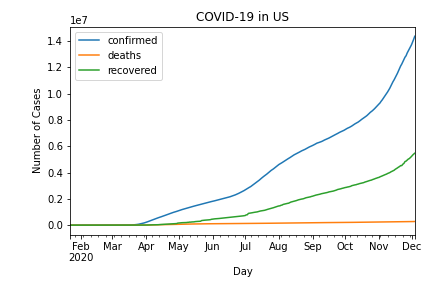 COVID-19 in US
1e7
confirmed
deaths
recovered
Number of Cases
1.4
1.2
1.0
0.8
0.6
0.4
0.2
0.0
Feb Mar Apr May Jun Jul Aug Sep Oct Nov Dec
2020
Day